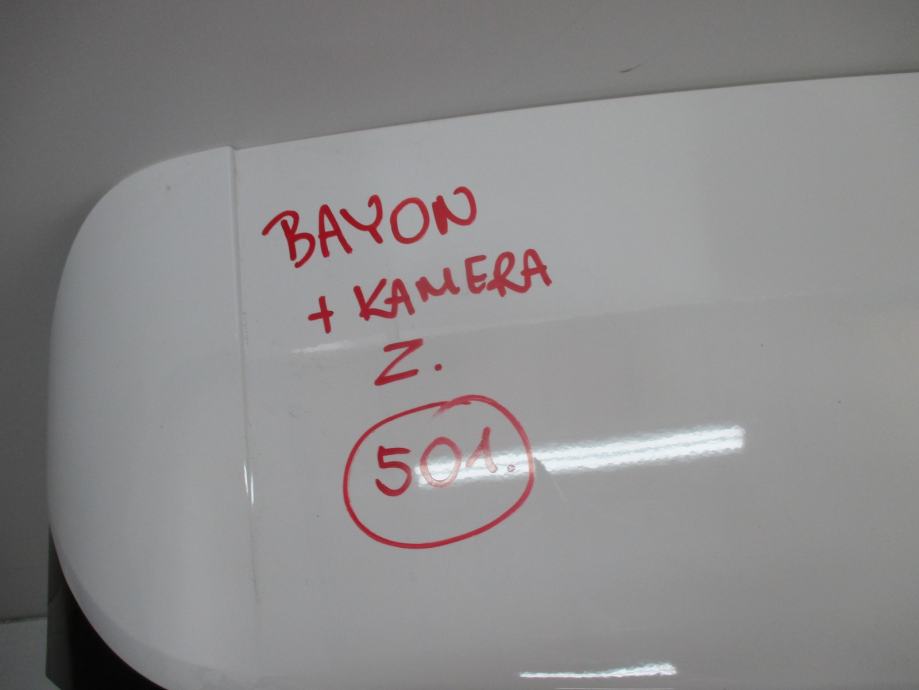 BAYON
+ KAMERA
Z.
501.